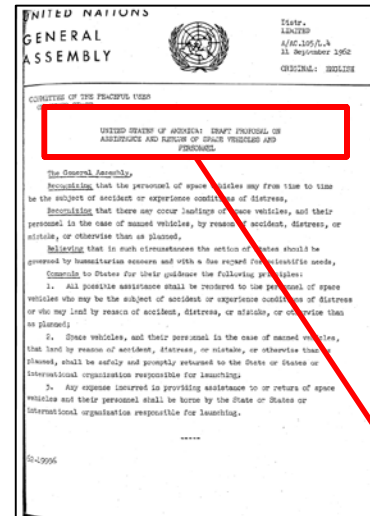 UNITED NATIONS
GENERAL
ASSEMBLY
Distr.
LIMITED
A/AC.105/L.4
11 September 1962
ORIGINAL: ENGLISH
COMMITTEE ON THE PEACEFUL USES
UNITED STATES OF AMERICA: DRAFT PROPOSAL ON
ASSISTANCE AND RETURN OF SPACE VEHICLES AND
PERSONNEL
The General Assembly,
Recognizing that the personnel of space vehicles may from time to time
be the subject of accident or experience conditions of distress,
Recognizing that there may occur landings of space vehicles, and their
personnel in the case of manned vehicles, by reason of accident, distress, or
mistake, or otherwise than as planned,
Believing that in such circumstances the action of States should be
governed by humanitarian concern and with a due regard for scientific needs,
Commends to States for their guidance the following principles:
1. All possible assistance shall be rendered to the personnel of space
vehicles who may be the subject of accident or experience conditions of distress
or who may land by reason of accident, distress, or mistake, or otherwise than
as planned;
2. Space vehicles, and their personnel in the case of manned vehicles,
that land by reason of accident, distress, or mistake, or otherwise than as
planned, shall be safely and promptly returned to the State or States or
international organization responsible for launching;
3. Any expense incurred in providing assistance to or return of space
vehicles and their personnel shall be borne by the State or States or
international organization responsible for launching.
-----
62-19996